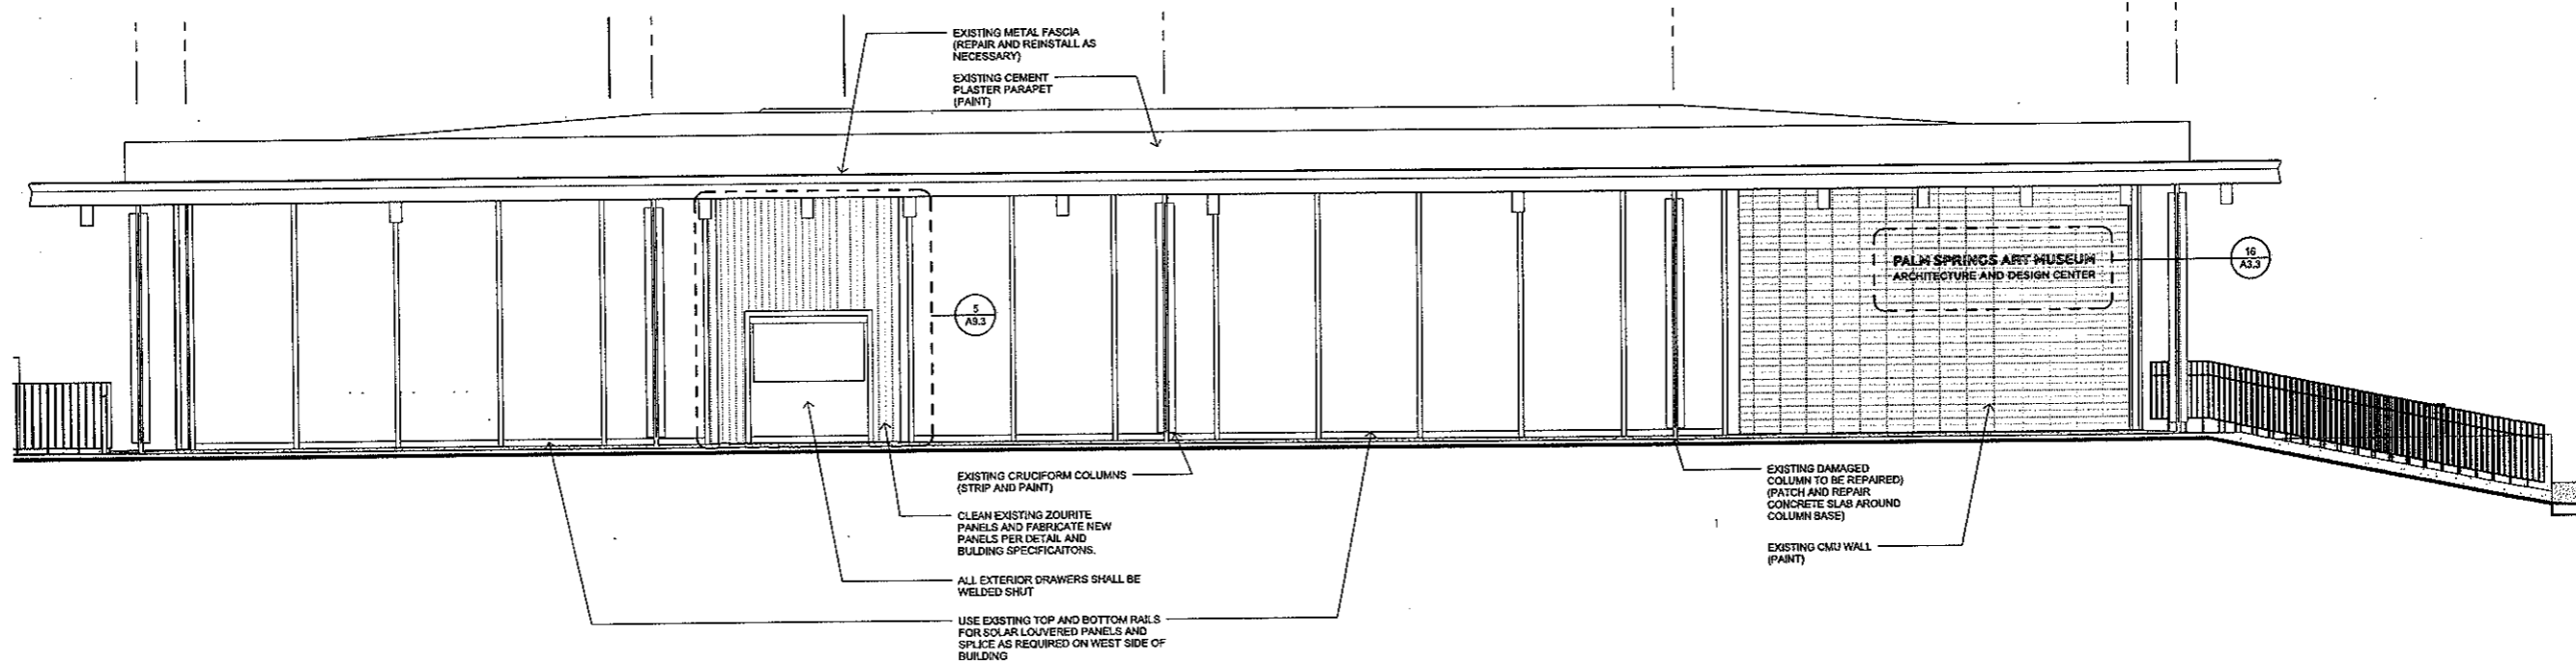 EXISTING METAL FASCIA
(REPAIR AND REINSTALL AS
NECESSARY)
EXISTING CEMENT
PLASTER PARAPET
(PAINT)
PALM SPRINGS ART MUSEUM
ARCHITECTURE AND DESIGN CENTER
16
A3.3
5
A9.3
EXISTING CRUCIFORM COLUMNS
(STRIP AND PAINT)
CLEAN EXISTING ZOURITE
PANELS AND FABRICATE NEW
PANELS PER DETAIL AND
BULDING SPECIFICAITONS.
ALL EXTERIOR DRAWERS SHALL BE
WELDED SHUT
USE EXISTING TOP AND BOTTOM RAILS
FOR SOLAR LOUVERED PANELS AND
SPLICE AS REQUIRED ON WEST SIDE OF
BUILDING
EXISTING DAMAGED
COLUMN TO BE REPAIRED)
(PATCH AND REPAIR
CONCRETE SLAB AROUND
COLUMN BASE)
EXISTING CMU WALL
(PAINT)